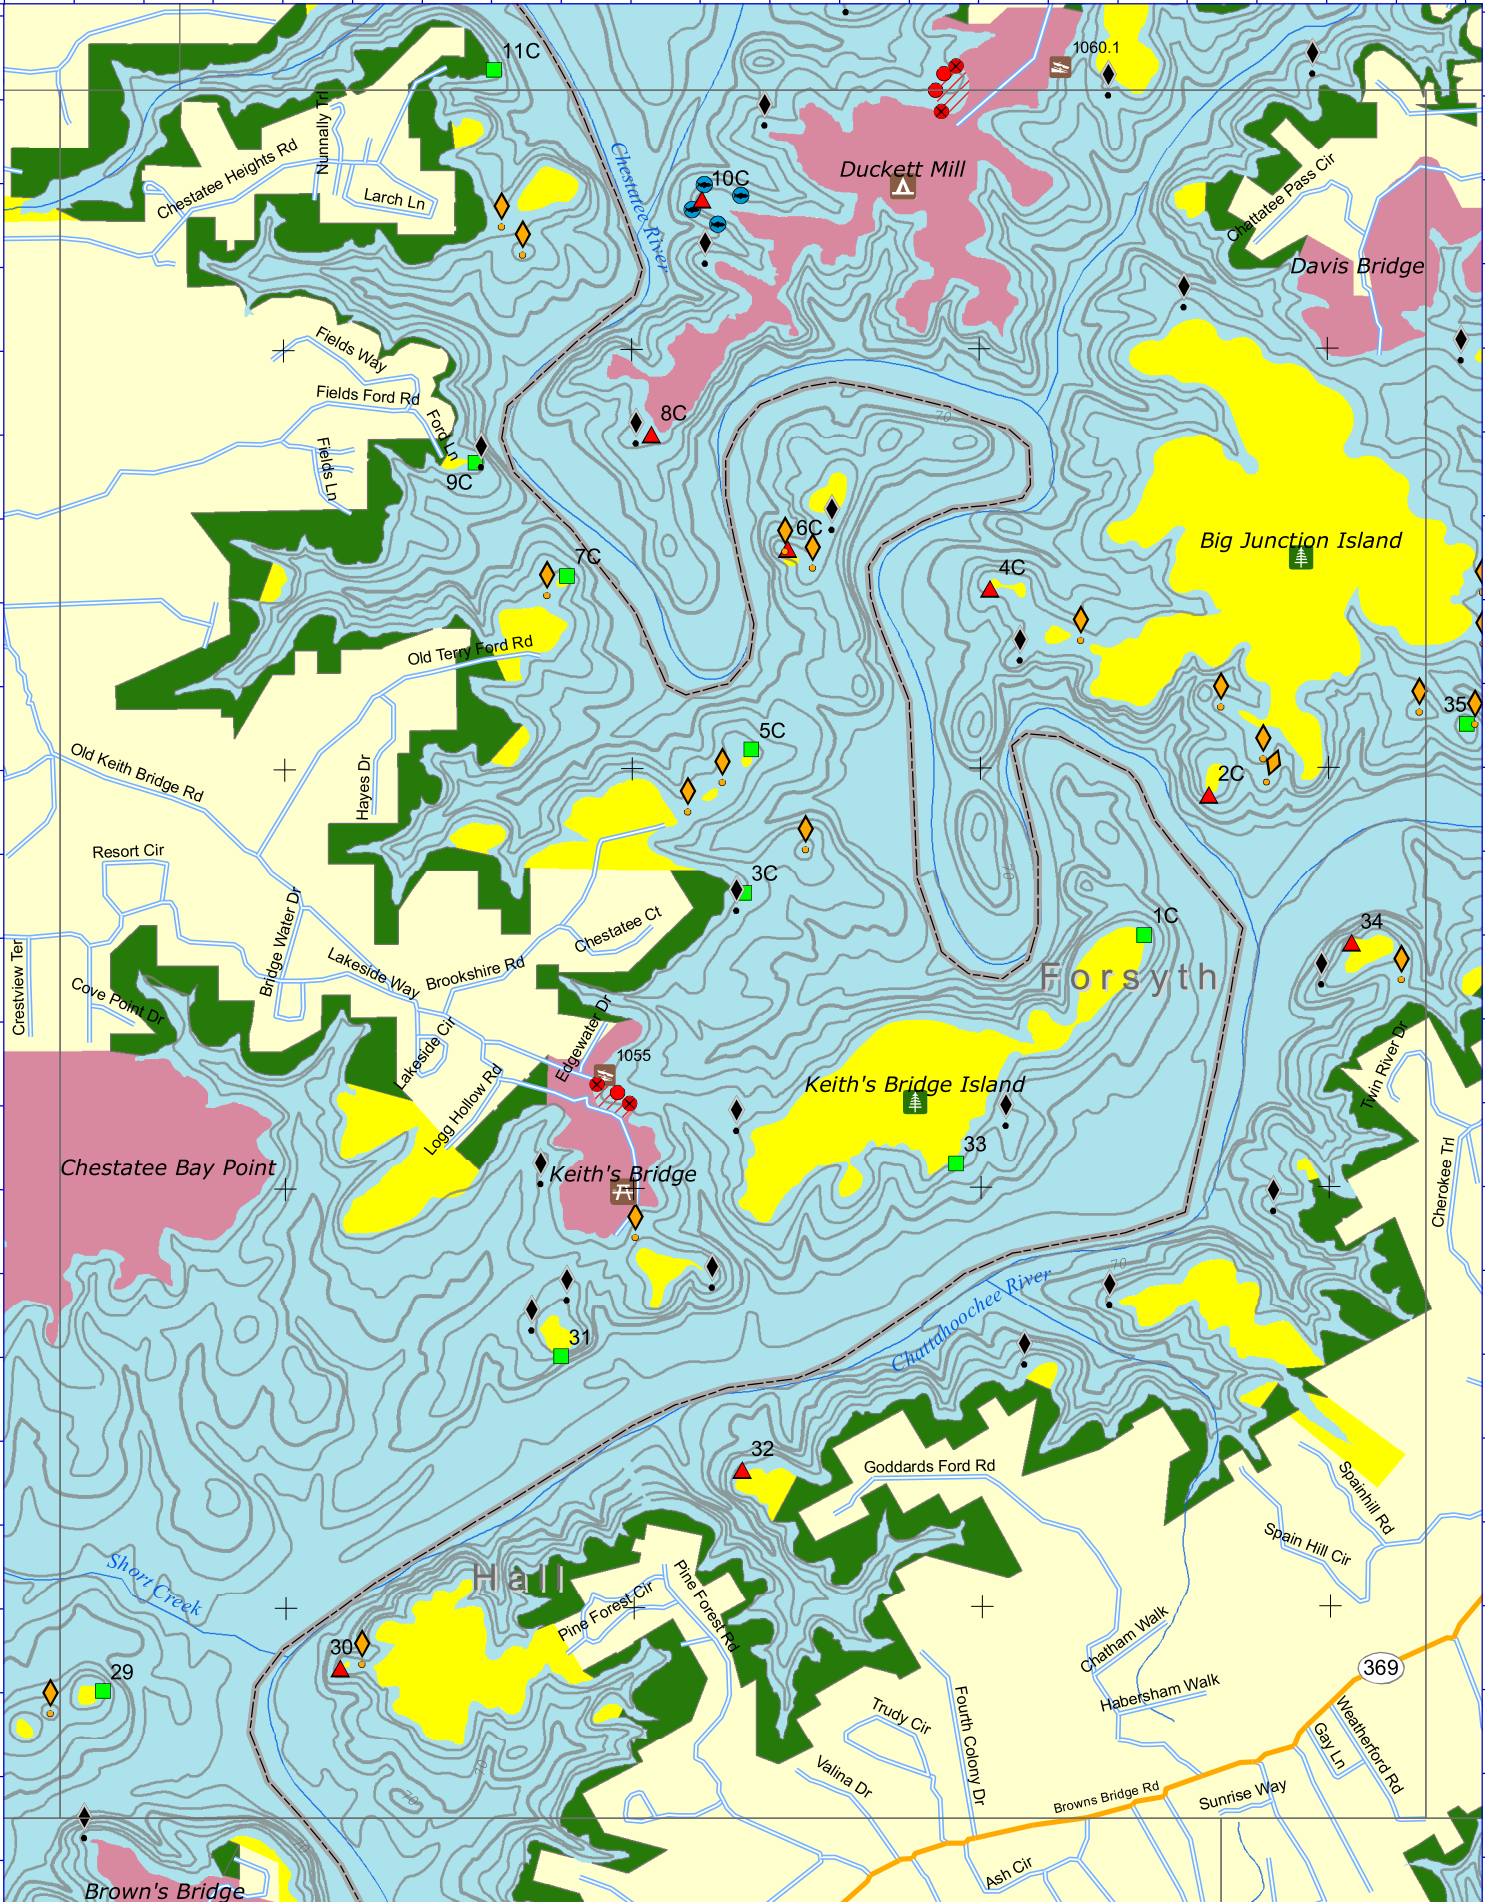 11C
1060.1
Nunnally Trl
Chestatee Heights Rd
Larch Ln
Chestatee River
10C
Duckett Mill
Chattatee Pass Cir
Davis Bridge
Fields Way
Fields Ford Rd
Ford Ln
Fields Ln
8C
70
9C
6C
Big Junction Island
7C
4C
Old Terry Ford Rd
35
5C
Old Keith Bridge Rd
Hayes Dr
2C
Resort Cir
3C
70
Bridge Water Dr
Chestatee Ct
1C
34
Crestview Ter
Lakeside Way
Brookshire Rd
Forsyth
Cove Point Dr
Edgewater Dr
Lakeside Cir
1055
Twin River Dr
Logg Hollow Rd
Keith's Bridge Island
33
Chestatee Bay Point
Keith's Bridge
Cherokee Trl
70
Chattahoochee River
31
32
Goddards Ford Rd
Spainhill Rd
Spain Hill Cir
Short Creek
Hall
Pine Forest Cir
Pine Forest Rd
30
Chatham Walk
369
29
Habersham Walk
Fourth Colony Dr
Trudy Cir
Weatherford Rd
Gay Ln
Valina Dr
70
70
Browns Bridge Rd
Sunrise Way
70
Ash Cir
Brown's Bridge